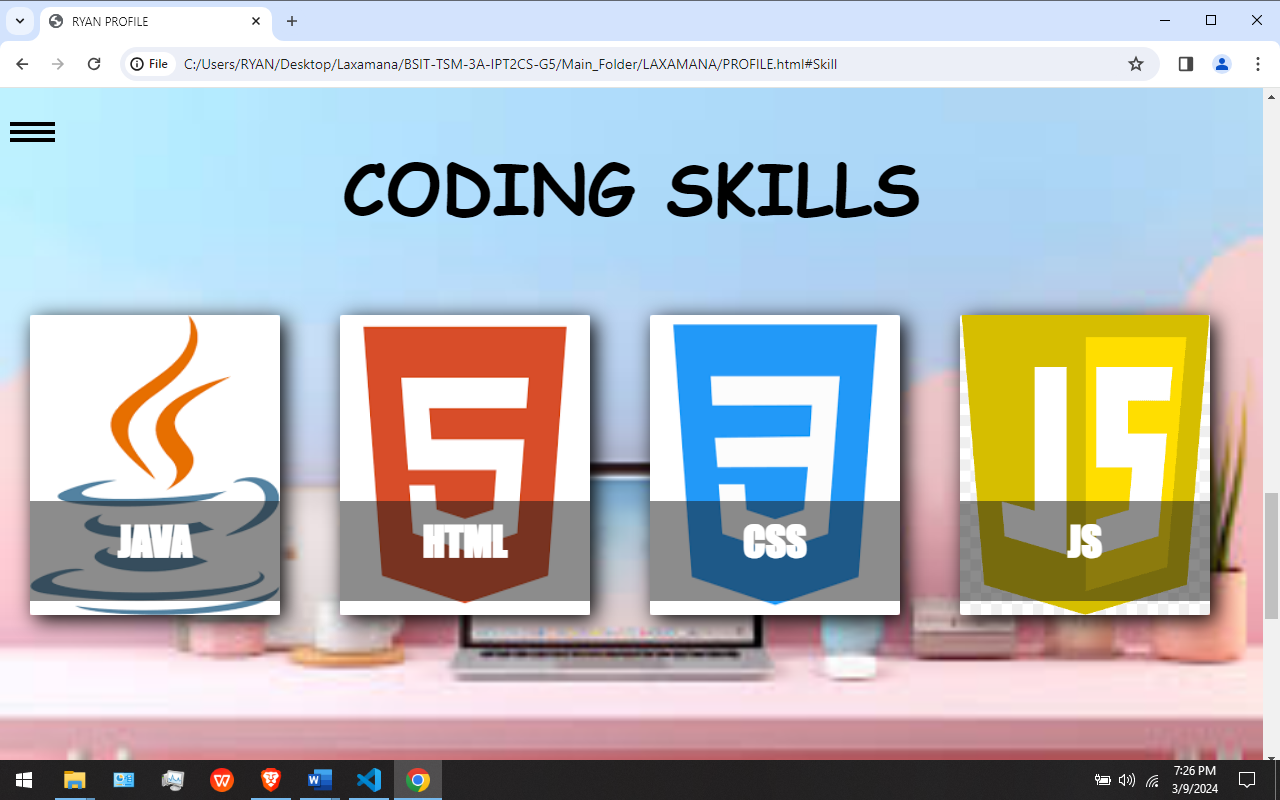 RYAN PROFILE
File C:/Users/RYAN/Desktop/Laxamana/BSIT-TSM-3A-IPT2CS-G5/Main_Folder/LAXAMANA/PROFILE.html#Skill
CODING SKILLS
JAVA HTML CSS JS
JS
W
7:26 PM
3/9/2024